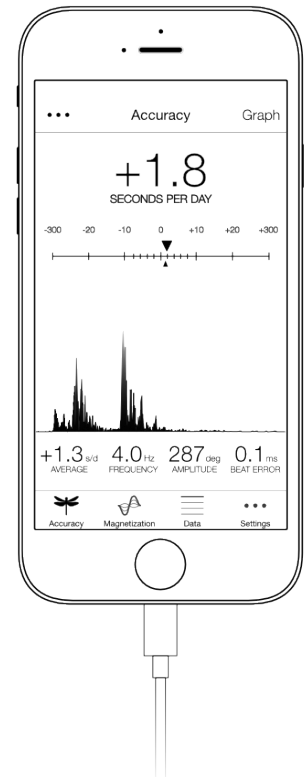 ••• Accuracy Graph
+1.8
SECONDS PER DAY
-300 -20 -10 0 +10 +20 +300
+1.3 s/d 4.0 Hz 287 deg 0.1 ms
AVERAGE FREQUENCY AMPLITUDE BEAT ERROR
Accuracy Magnetization Data Settings